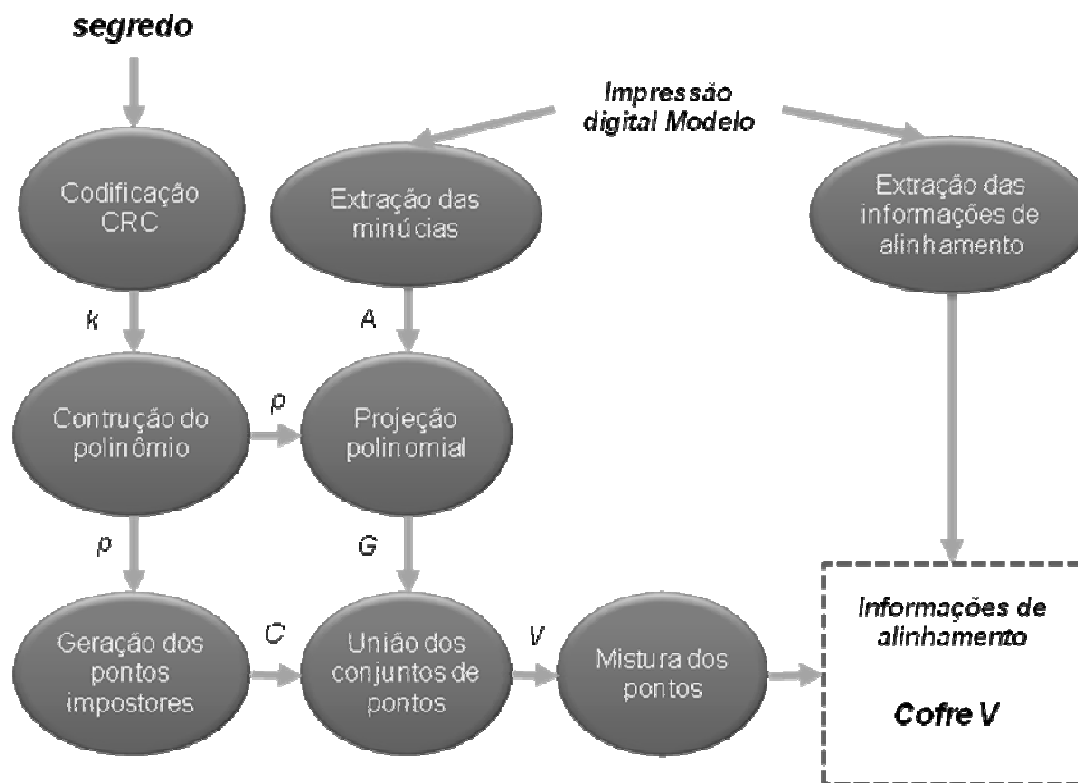 segredo
Impressão
digital Modelo
Codificação
CRC
Extração das
minúcias
Extração das
informações de
alinhamento
k
A
Contrução do
polinômio
p
Projeção
polinomial
p
G
Geração dos
pontos
impostores
C
União dos
conjuntos de
pontos
V
Mistura dos
pontos
Informações de
alinhamento
Cofre V